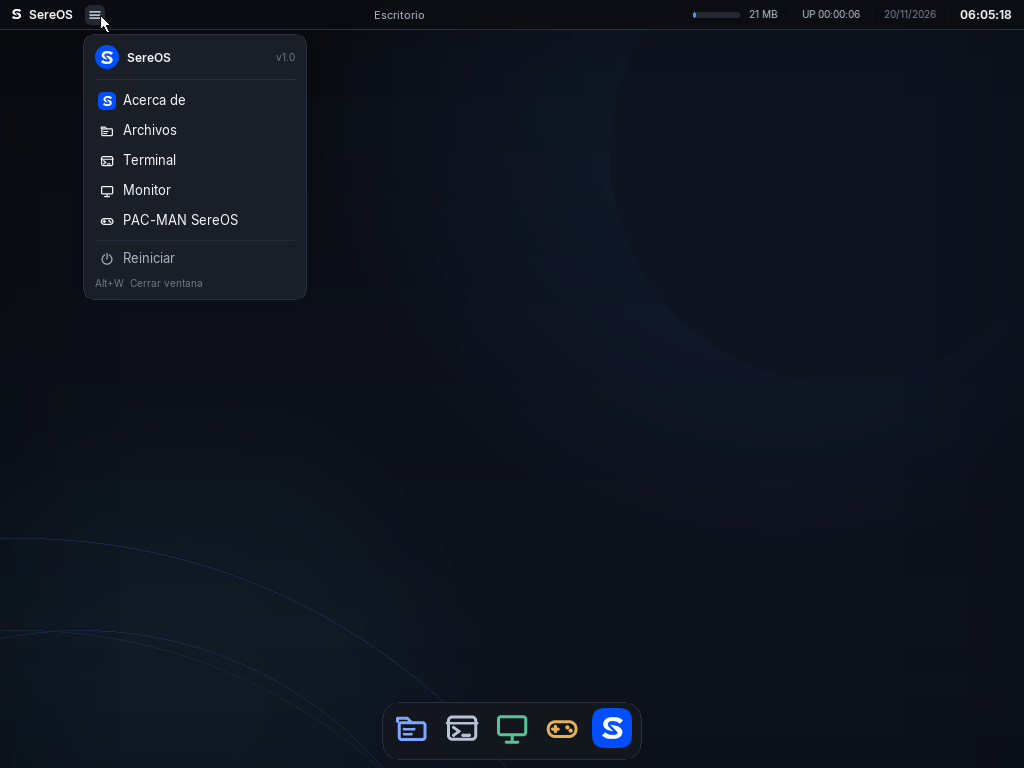 SereOS
Escritorio
21 MB
UP 00:00:06
20/11/2026
06:05:18
SereOS
v1.0
Acerca de
Archivos
Terminal
Monitor
PAC-MAN SereOS
Reiniciar
Alt+W Cerrar ventana